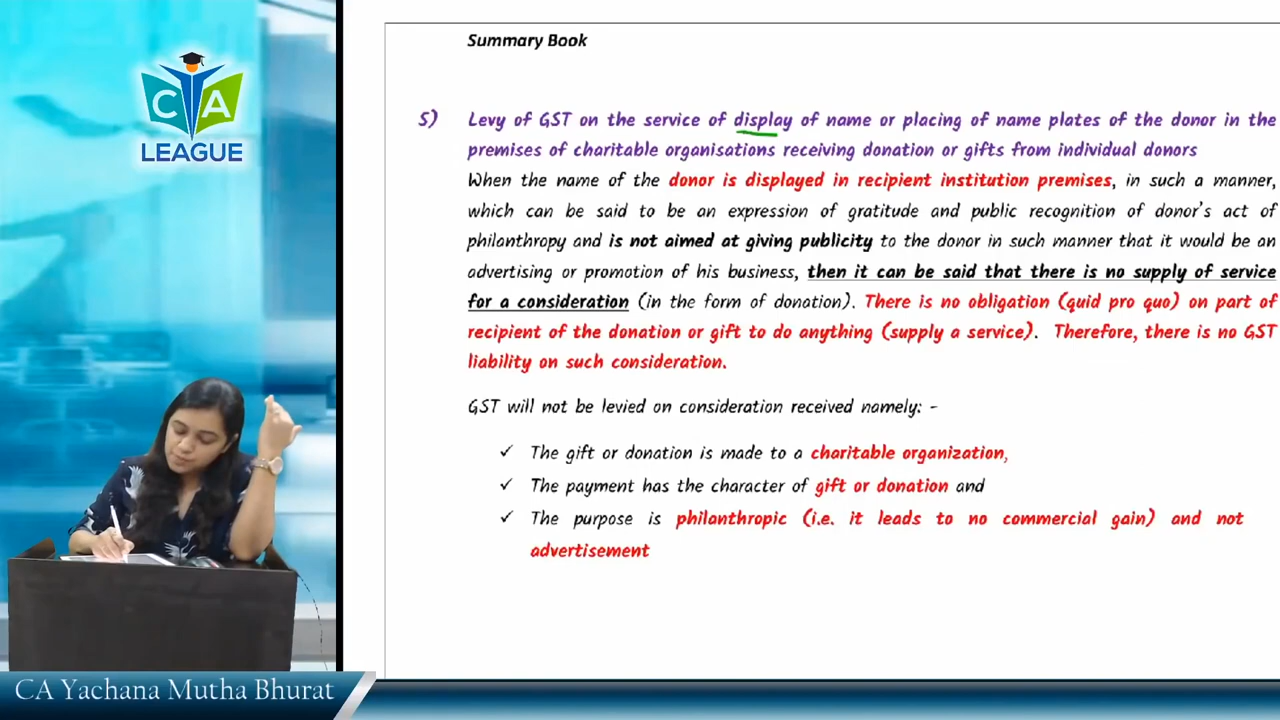 CA
LEAGUE
Summary Book
5) Levy of GST on the service of display of name or placing of name plates of the donor in the
premises of charitable organisations receiving donation or gifts from individual donors
When the name of the donor is displayed in recipient institution premises, in such a manner,
which can be said to be an expression of gratitude and public recognition of donor's act of
philanthropy and is not aimed at giving publicity to the donor in such manner that it would be an
advertising or promotion of his business, then it can be said that there is no supply of service
for a consideration (in the form of donation). There is no obligation (quid pro quo) on part of
recipient of the donation or gift to do anything (supply a service). Therefore, there is no GST
liability on such consideration.
GST will not be levied on consideration received namely: -
✓ The gift or donation is made to a charitable organization,
✓ The payment has the character of gift or donation and
✓ The purpose is philanthropic (i.e. it leads to no commercial gain) and not
advertisement
CA Yachana Mutha Bhurat